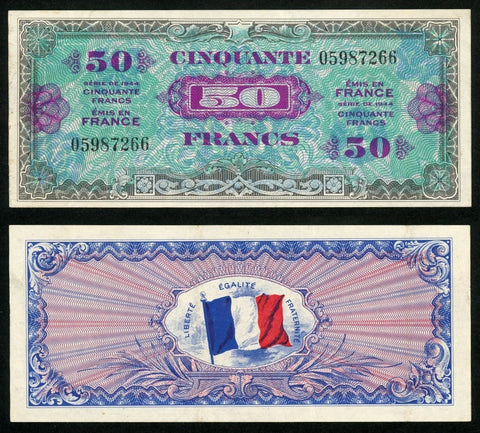 50
SÉRIE DE 1944
CINQUANTE
FRANCS
ÉMIS EN
FRANCE
05987266
CINQUANTE
50
FRANCS
05987266
ÉMIS EN
FRANCE
SÉRIE DE 1944
CINQUANTE
FRANCS
50
LIBERTÉ
ÉGALITÉ
FRATERNITÉ